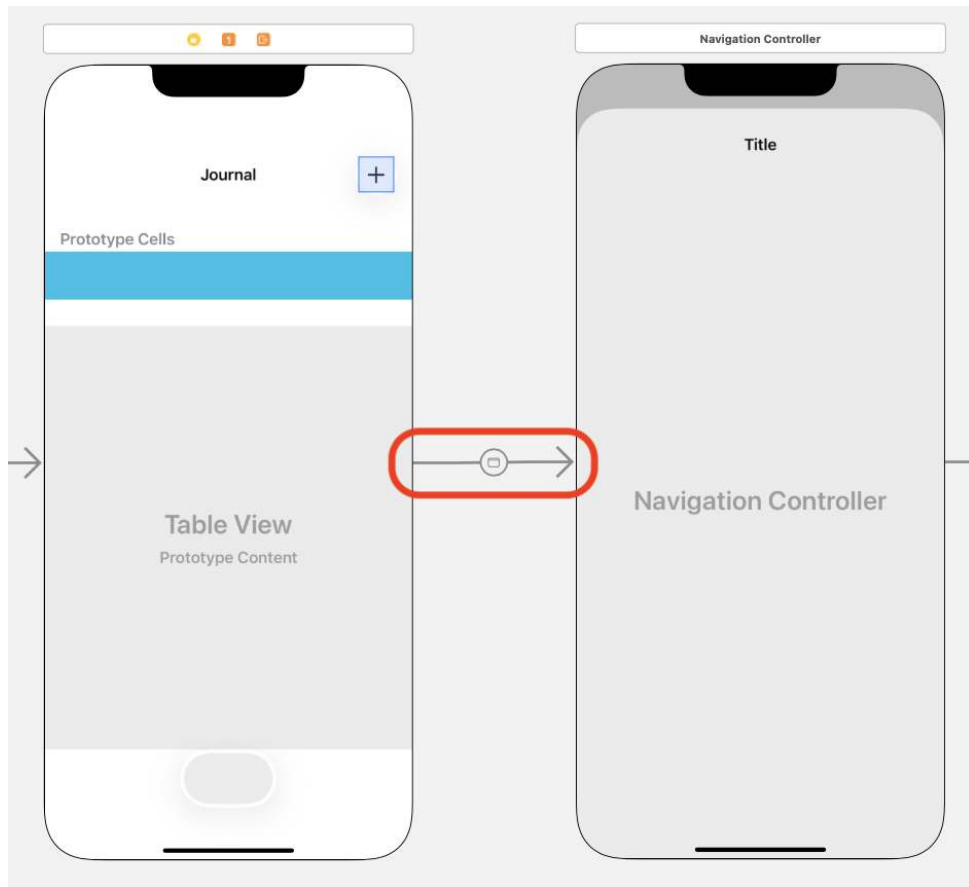 Navigation Controller
Journal
Title
Prototype Cells
Table View
Prototype Content
Navigation Controller